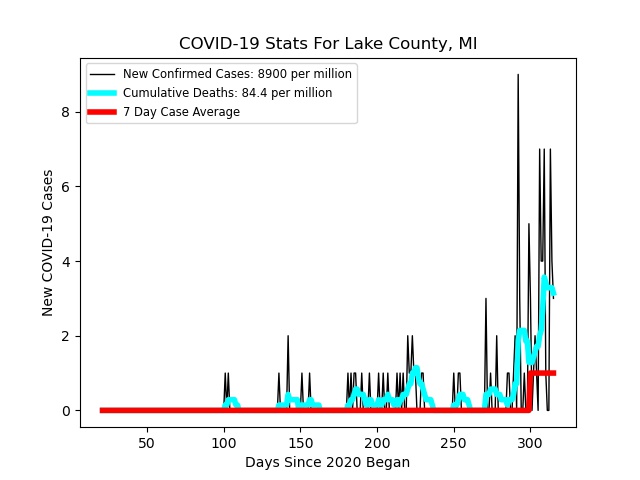 COVID-19 Stats For Lake County, MI
New Confirmed Cases: 8900 per million
Cumulative Deaths: 84.4 per million
7 Day Case Average
New COVID-19 Cases
8
6
4
2
0
50 100 150 200 250 300
Days Since 2020 Began